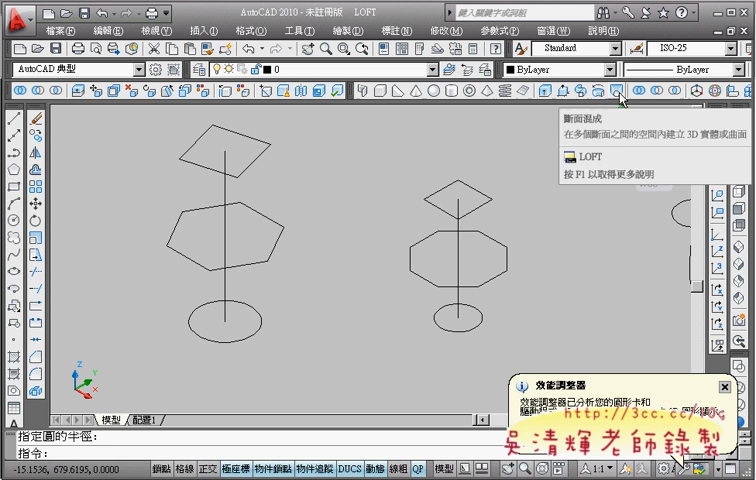 AutoCAD 2010 - 未註冊版 LOFT
鍵入關鍵字或詞組
檔案(F) 編輯(E) 檢視(V) 插入(I) 格式(O) 工具(T) 繪製(D) 標註(N) 修改(M) 參數式(P) 視窗(W) 說明(H)
Standard ISO-25
AutoCAD 典型 0 ByLayer ByLayer
斷面混成
在多個斷面之間的空間內建立 3D 實體或曲面
LOFT
按 F1 以取得更多說明
Z
Y
X
模型 配置1
效能調整器
效能調整器已分析您的圖形卡和
指定圓的半徑:
指令:
吳清輝老師錄製
-15.1536, 679.6195, 0.0000 鎖點 格線 正交 極座標 物件鎖點 物件追蹤 DUCS 動態 線粗 QP 模型 1:1